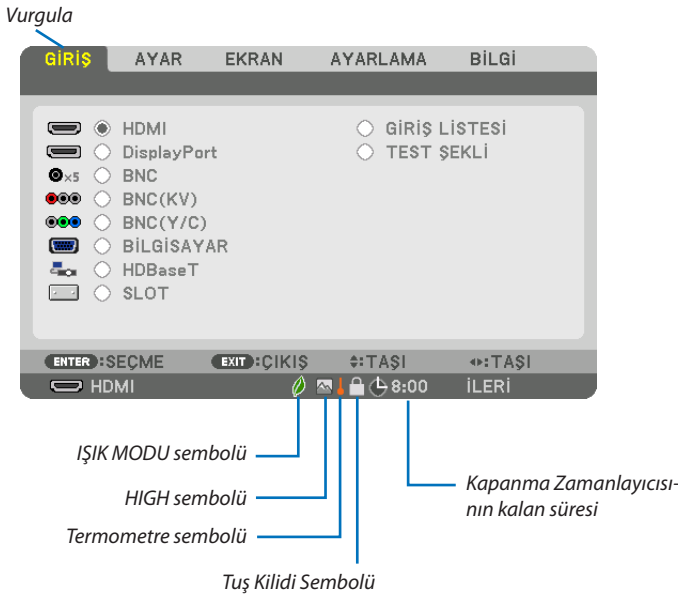 Vurgula
GİRİŞ AYAR EKRAN AYARLAMA BİLGİ
HDMI GİRİŞ LİSTESİ
DisplayPort TEST ŞEKLİ
×5 BNC
BNC(KV)
BNC(Y/C)
BİLGİSAYAR
HDBaseT
SLOT
ENTER :SEÇME EXIT :ÇIKIŞ :TAŞI :TAŞI
HDMI 8:00 İLERİ
IŞIK MODU sembolü
HIGH sembolü
Kapanma Zamanlayıcısı-
nın kalan süresi
Termometre sembolü
Tuş Kilidi Sembolü